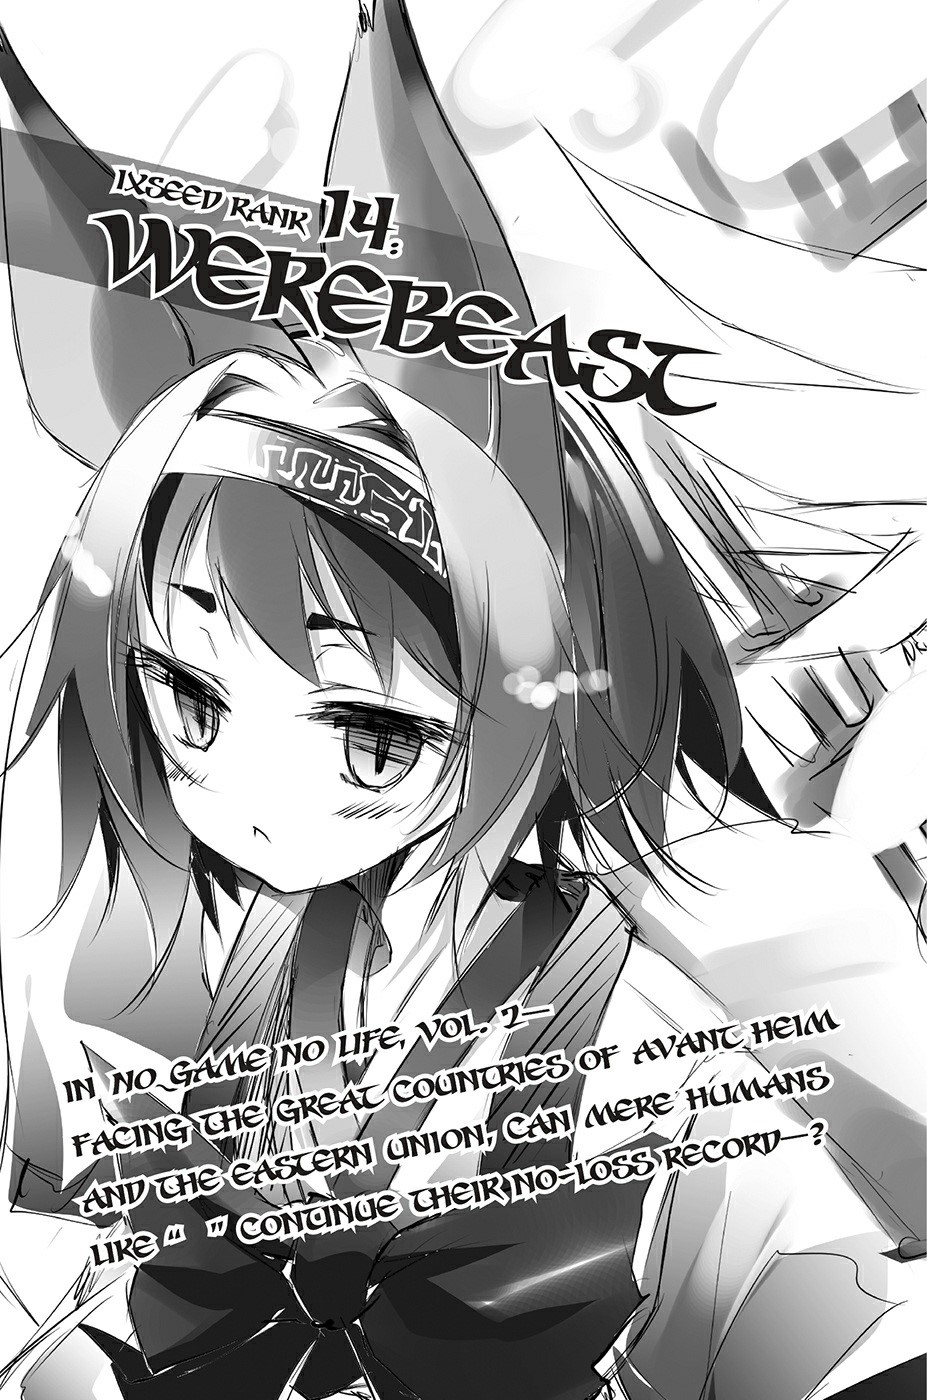 IXSEED RANK 14:
WEREBEAST
IN NO GAME NO LIFE, VOL. 2—
FACING THE GREAT COUNTRIES OF AVANT HEIM
AND THE EASTERN UNION, CAN MERE HUMANS
LIKE “  ” CONTINUE THEIR NO-LOSS RECORD—?